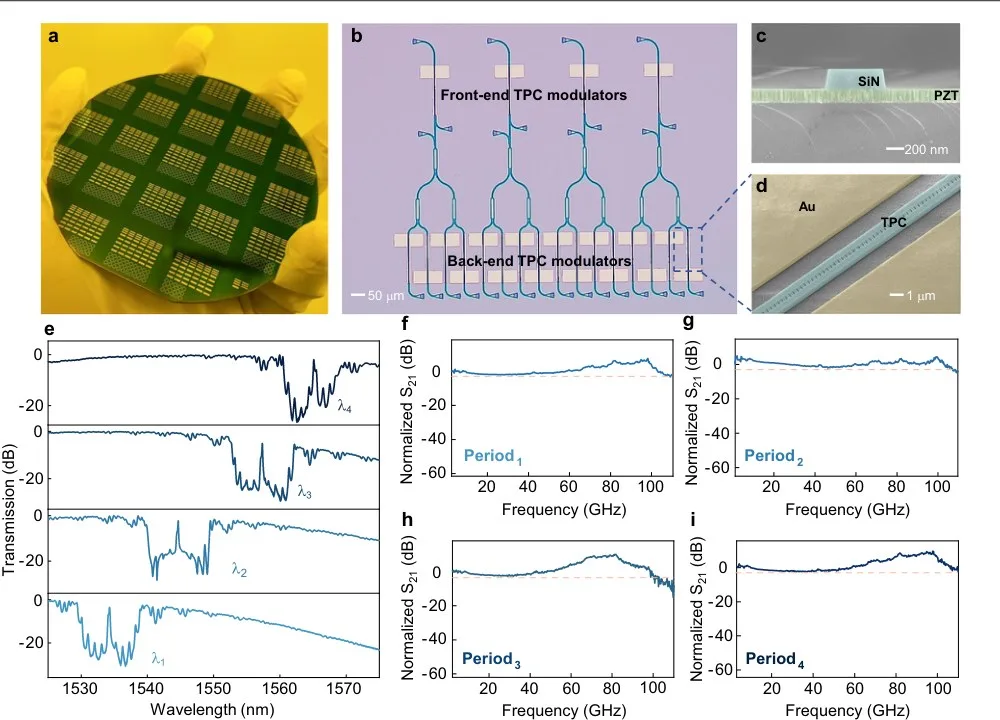 a
b
Front-end TPC modulators
Back-end TPC modulators
50 μm
c
SiN
PZT
200 nm
d
Au
TPC
1 μm
e
Transmission (dB)
0
-20
λ4
0
-20
λ3
0
-20
λ2
0
-20
λ1
1530 1540 1550 1560 1570
Wavelength (nm)
f
Normalized S21 (dB)
0
-20
-40
-60
Period1
20 40 60 80 100
Frequency (GHz)
g
Normalized S21 (dB)
0
-20
-40
-60
Period2
20 40 60 80 100
Frequency (GHz)
h
Normalized S21 (dB)
0
-20
-40
-60
Period3
20 40 60 80 100
Frequency (GHz)
i
Normalized S21 (dB)
0
-20
-40
-60
Period4
20 40 60 80 100
Frequency (GHz)